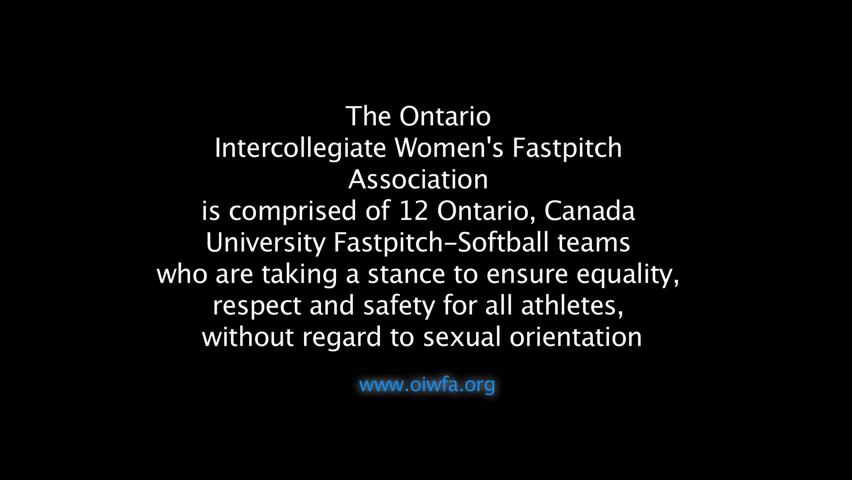 The Ontario
Intercollegiate Women's Fastpitch
Association
is comprised of 12 Ontario, Canada
University Fastpitch-Softball teams
who are taking a stance to ensure equality,
respect and safety for all athletes,
without regard to sexual orientation
www.oiwfa.org